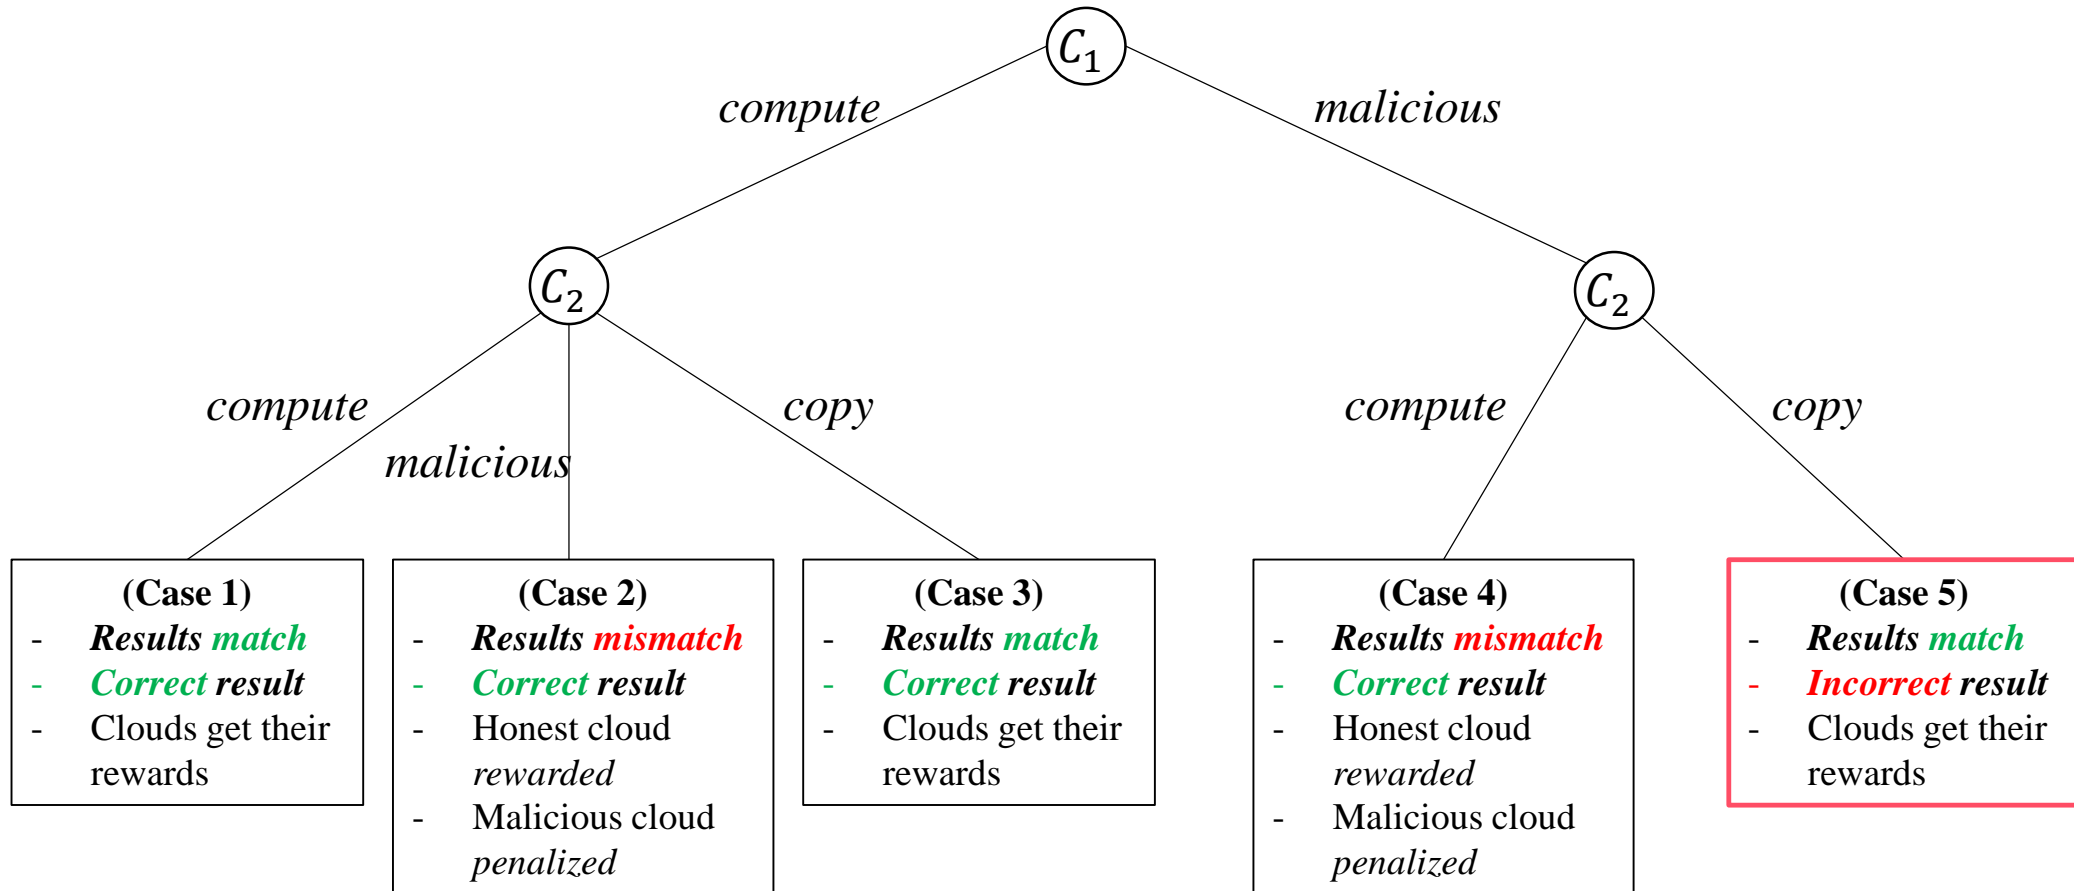 C₁
compute
malicious
C₂
C₂
compute
malicious
copy
compute
copy
(Case 1)
- Results match
- Correct result
- Clouds get their
rewards
(Case 2)
- Results mismatch
- Correct result
- Honest cloud
rewarded
- Malicious cloud
penalized
(Case 3)
- Results match
- Correct result
- Clouds get their
rewards
(Case 4)
- Results mismatch
- Correct result
- Honest cloud
rewarded
- Malicious cloud
penalized
(Case 5)
- Results match
- Incorrect result
- Clouds get their
rewards